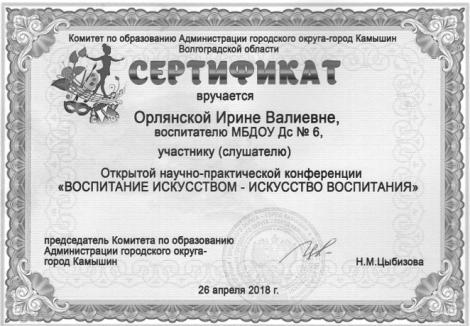 Комитет по образованию Администрации городского округа-город Камышин
Волгоградской области
СЕРТИФИКАТ
вручается
Орлянской Ирине Валиевне,
воспитателю МБДОУ Дс № 6,
участнику (слушателю)
Открытой научно-практической конференции
«ВОСПИТАНИЕ ИСКУССТВОМ - ИСКУССТВО ВОСПИТАНИЯ»
председатель Комитета по образованию
Администрации городского округа-
город Камышин
Н.М.Цыбизова
26 апреля 2018 г.